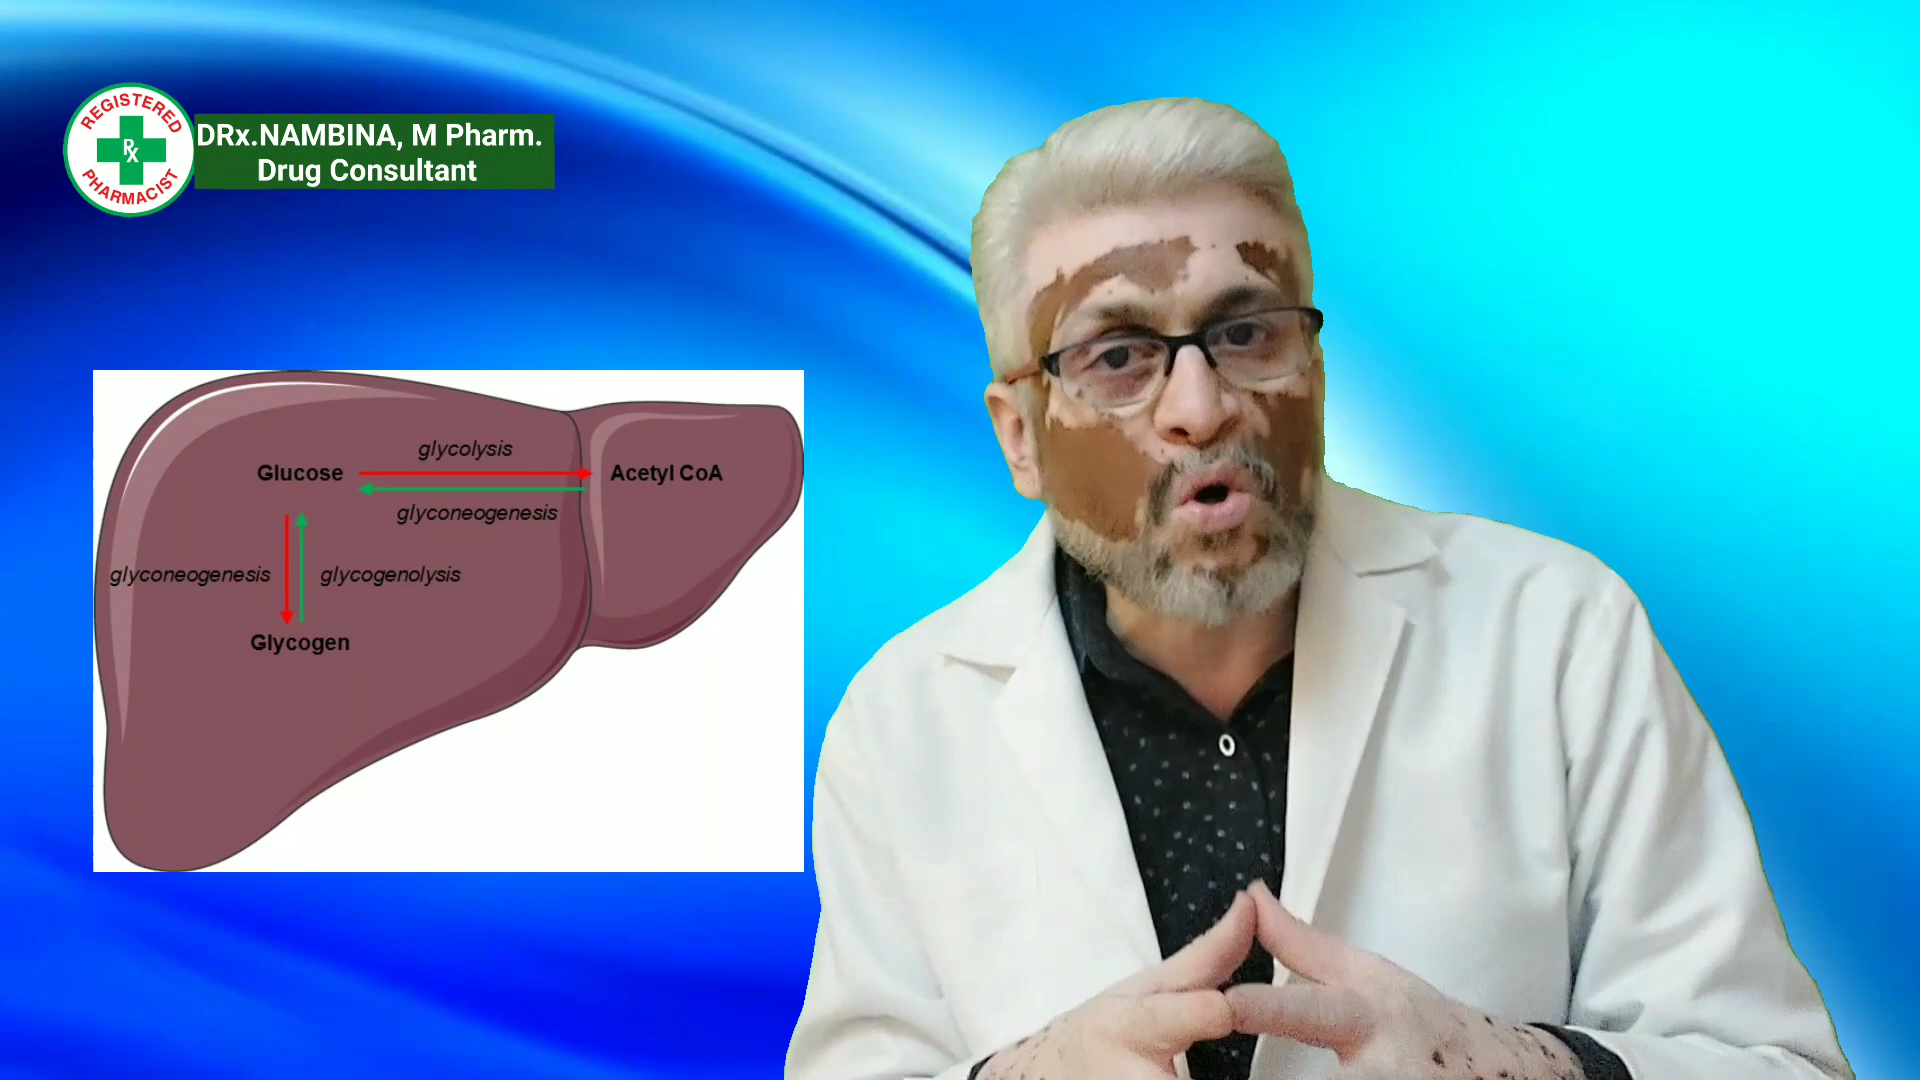 REGISTERED
Rx
PHARMACIST
DRx.NAMBINA, M Pharm.
Drug Consultant
glycolysis
Glucose
Acetyl CoA
glyconeogenesis
glyconeogenesis
glycogenolysis
Glycogen